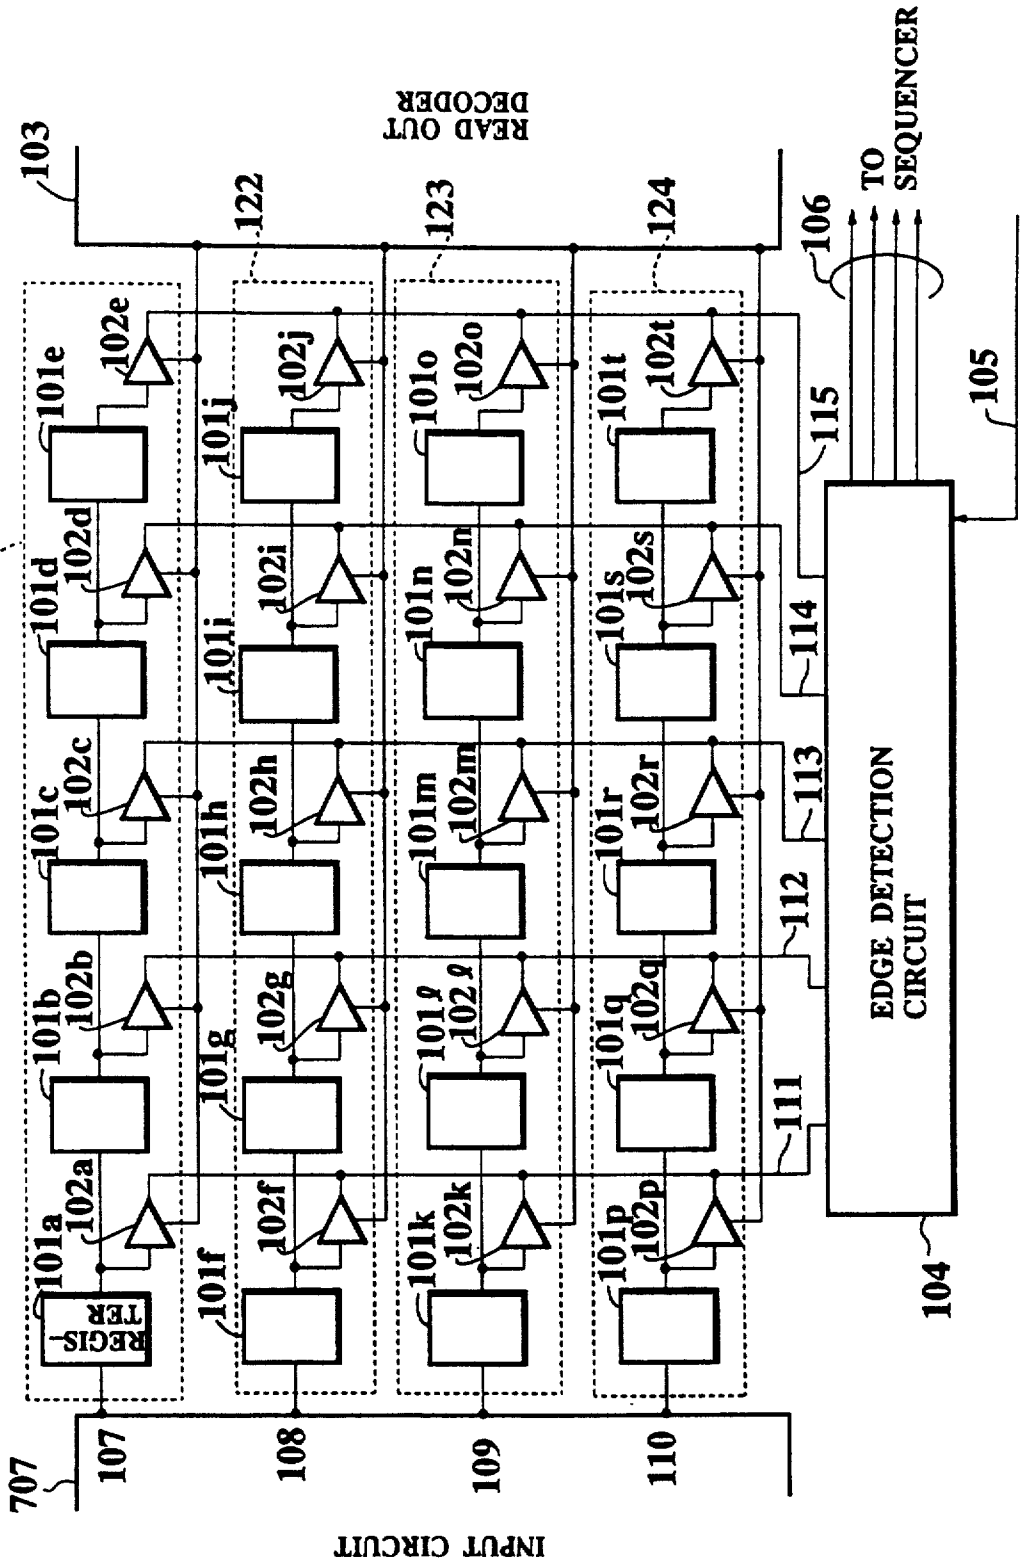 707
INPUT CIRCUIT
107
108
109
110
REGIS-
TER
101a
102a
101b
102b
101c
102c
101d
102d
101e
102e
101f
102f
101g
102g
101h
102h
101i
102i
101j
102j
122
101k
102k
101ℓ
102ℓ
101m
102m
101n
102n
101o
102o
123
101p
102p
101q
102q
101r
102r
101s
102s
101t
102t
124
103
READ OUT
DECODER
111
112
113
114
115
EDGE DETECTION
CIRCUIT
104
105
106
TO
SEQUENCER